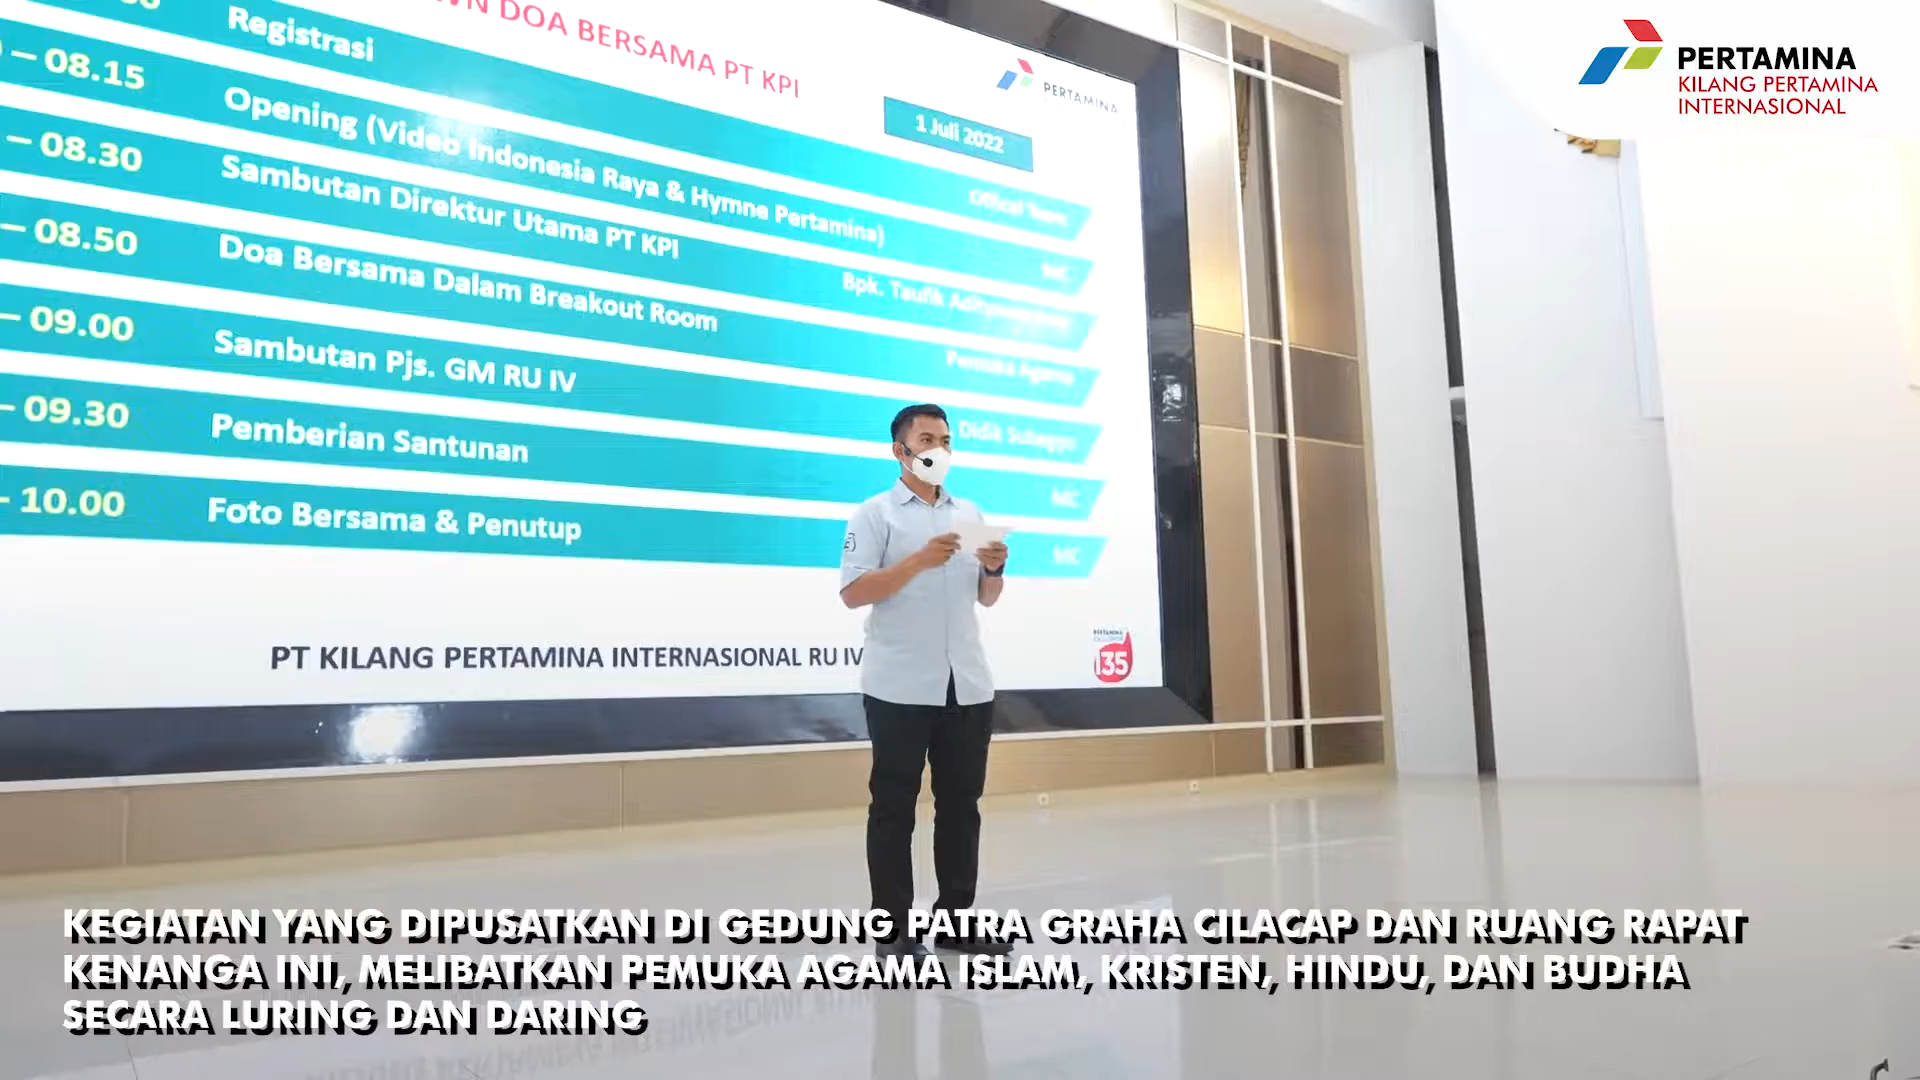 DOA BERSAMA PT KPI
PERTAMINA
1 Juli 2022
Registrasi
– 08.15
Opening (Video Indonesia Raya & Hymne Pertamina)
MC
– 08.30
Sambutan Direktur Utama PT KPI
Bpk. Taufik
– 08.50
Doa Bersama Dalam Breakout Room
Pemuka Agama
– 09.00
Sambutan Pjs. GM RU IV
Didik
– 09.30
Pemberian Santunan
MC
– 10.00
Foto Bersama & Penutup
MC
PT KILANG PERTAMINA INTERNASIONAL RU IV
135
PERTAMINA
KILANG PERTAMINA
INTERNASIONAL
KEGIATAN YANG DIPUSATKAN DI GEDUNG PATRA GRAHA CILACAP DAN RUANG RAPAT
KENANGA INI, MELIBATKAN PEMUKA AGAMA ISLAM, KRISTEN, HINDU, DAN BUDHA
SECARA LURING DAN DARING